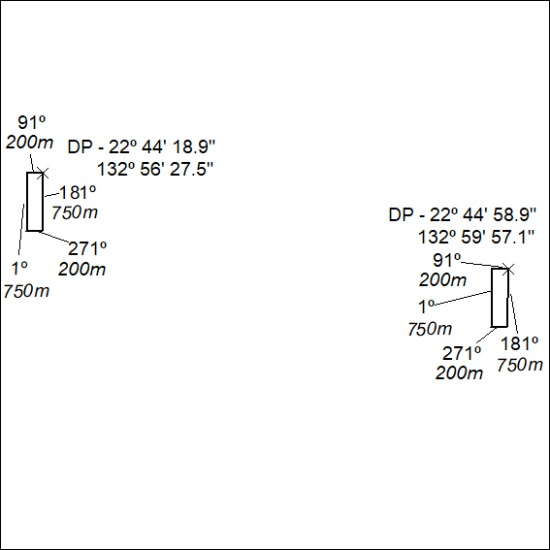 91º
200m
DP - 22º 44' 18.9"
132º 56' 27.5"
181º
750m
271º
200m
1º
750m
DP - 22º 44' 58.9"
132º 59' 57.1"
91º
200m
1º
750m
181º
750m
271º
200m